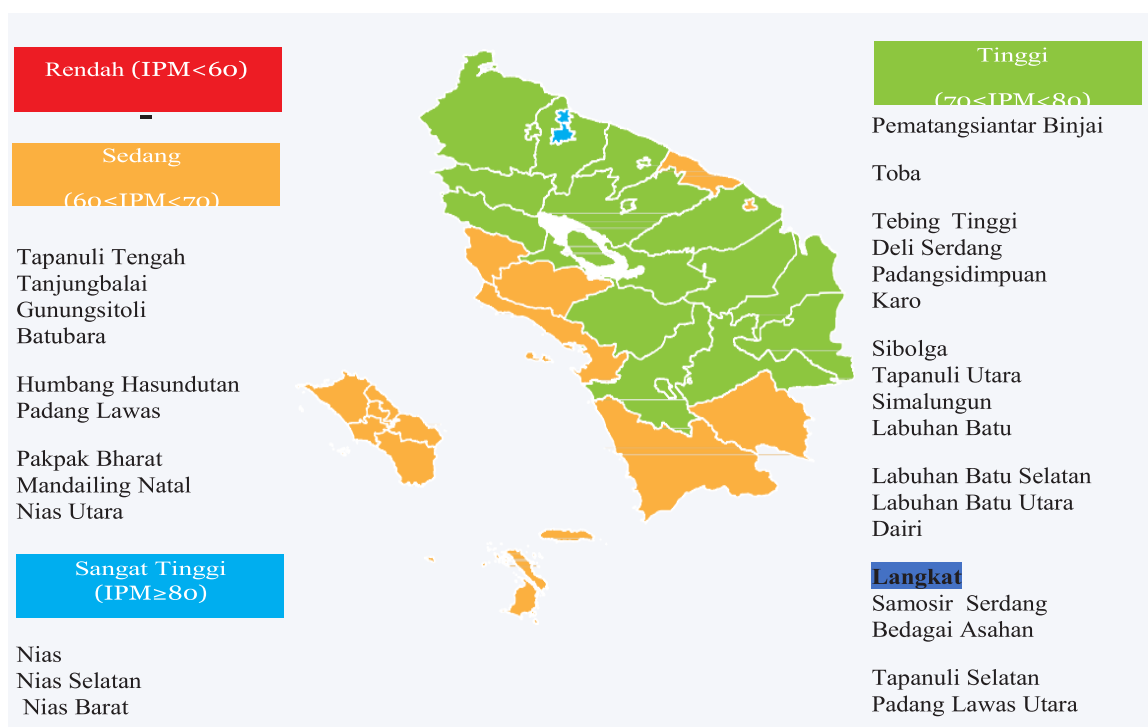 Rendah (IPM<60)
-
Sedang
(60<IPM<70)
Tapanuli Tengah
Tanjungbalai
Gunungsitoli
Batubara
Humbang Hasundutan
Padang Lawas
Pakpak Bharat
Mandailing Natal
Nias Utara
Sangat Tinggi
(IPM≥80)
Nias
Nias Selatan
Nias Barat
Tinggi
(70<IPM<80)
Pematangsiantar Binjai
Toba
Tebing Tinggi
Deli Serdang
Padangsidimpuan
Karo
Sibolga
Tapanuli Utara
Simalungun
Labuhan Batu
Labuhan Batu Selatan
Labuhan Batu Utara
Dairi
Langkat
Samosir Serdang
Bedagai Asahan
Tapanuli Selatan
Padang Lawas Utara